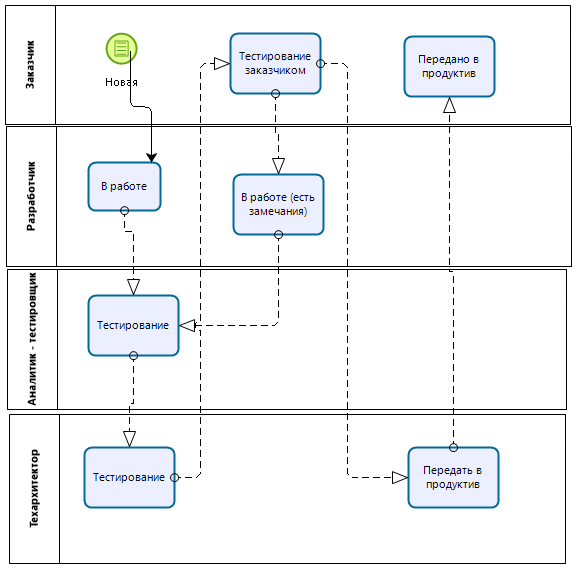 Заказчик
Новая
Тестирование
заказчиком
Передано в
продуктив
Разработчик
В работе
В работе (есть
замечания)
Аналитик - тестировщик
Тестирование
Техархитектор
Тестирование
Передать в
продуктив